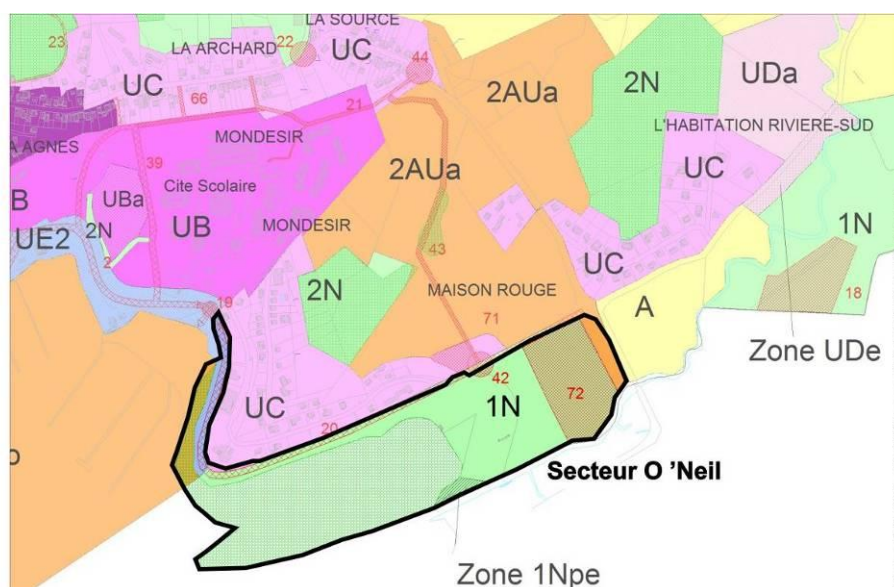 LA SOURCE
23
LA ARCHARD
22
UC
UC
44
2AUa
2N
UDa
66
21
AGNES
MONDESIR
L'HABITATION RIVIERE-SUD
39
2AUa
UC
Cite Scolaire
B
UBa
UB
MONDESIR
UE2
2N
43
1N
2
UC
2N
MAISON ROUGE
A
18
19
71
Zone UDe
42
UC
1N
72
20
Secteur O 'Neil
Zone 1Npe